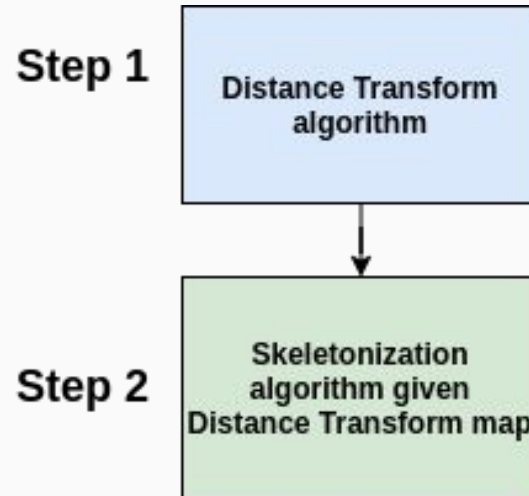 Step 1
Distance Transform
algorithm
Step 2
Skeletonization
algorithm given
Distance Transform map